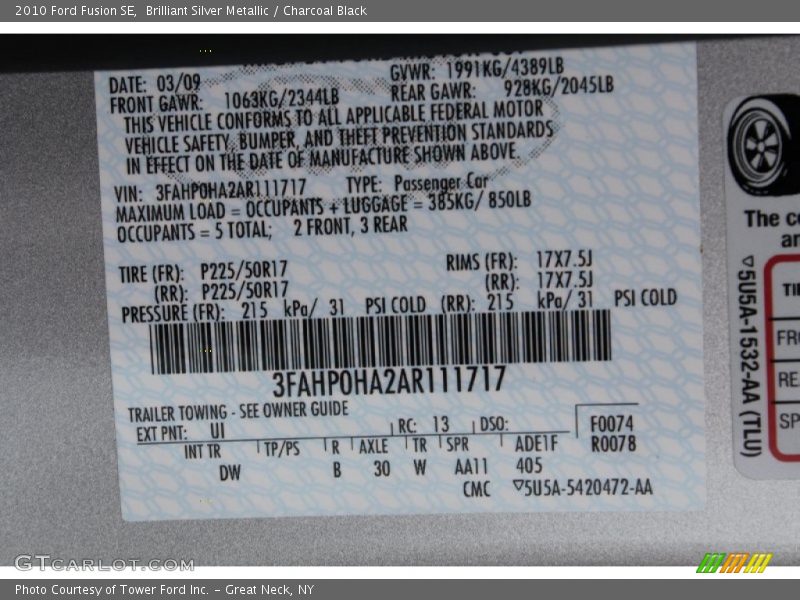 2010 Ford Fusion SE,  Brilliant Silver Metallic / Charcoal Black
DATE: 03/09 GVWR: 1991KG/4389LB
FRONT GAWR: 1063KG/2344LB REAR GAWR: 928KG/2045LB
THIS VEHICLE CONFORMS TO ALL APPLICABLE FEDERAL MOTOR
VEHICLE SAFETY, BUMPER, AND THEFT PREVENTION STANDARDS
IN EFFECT ON THE DATE OF MANUFACTURE SHOWN ABOVE.
VIN: 3FAHP0HA2AR111717 TYPE: Passenger Car
MAXIMUM LOAD = OCCUPANTS + LUGGAGE = 385KG/ 850LB
OCCUPANTS = 5 TOTAL; 2 FRONT, 3 REAR
TIRE (FR): P225/50R17 RIMS (FR): 17X7.5J
(RR): P225/50R17 (RR): 17X7.5J
PRESSURE (FR): 215 kPa/ 31 PSI COLD (RR): 215 kPa/ 31 PSI COLD
3FAHP0HA2AR111717
TRAILER TOWING - SEE OWNER GUIDE
EXT PNT: UI RC: 13 DSO: F0074
INT TR TP/PS R AXLE TR SPR ADE1F R0078
DW B 30 W AA11 405
CMC ▽5U5A-5420472-AA
The co
an
▽5U5A-1532-AA (TLU)
TI
FRO
RE
SP
GTcarlot.com
Photo Courtesy of Tower Ford Inc. – Great Neck, NY